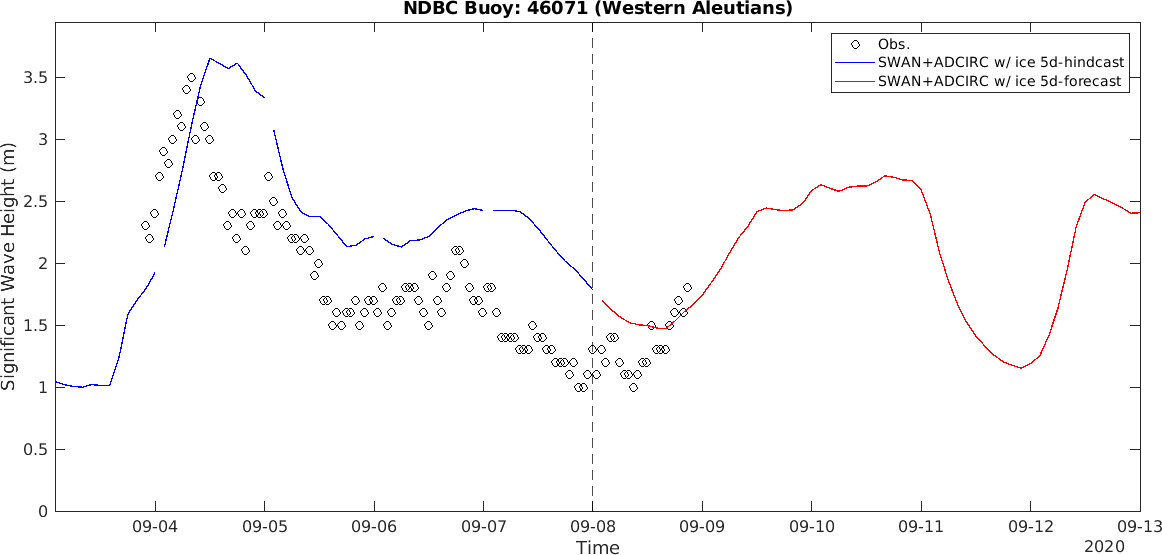 NDBC Buoy: 46071 (Western Aleutians)
Obs.
SWAN+ADCIRC w/ ice 5d-hindcast
SWAN+ADCIRC w/ ice 5d-forecast
Significant Wave Height (m)
3.5
3
2.5
2
1.5
1
0.5
0
09-04 09-05 09-06 09-07 09-08 09-09 09-10 09-11 09-12 09-13
Time
2020